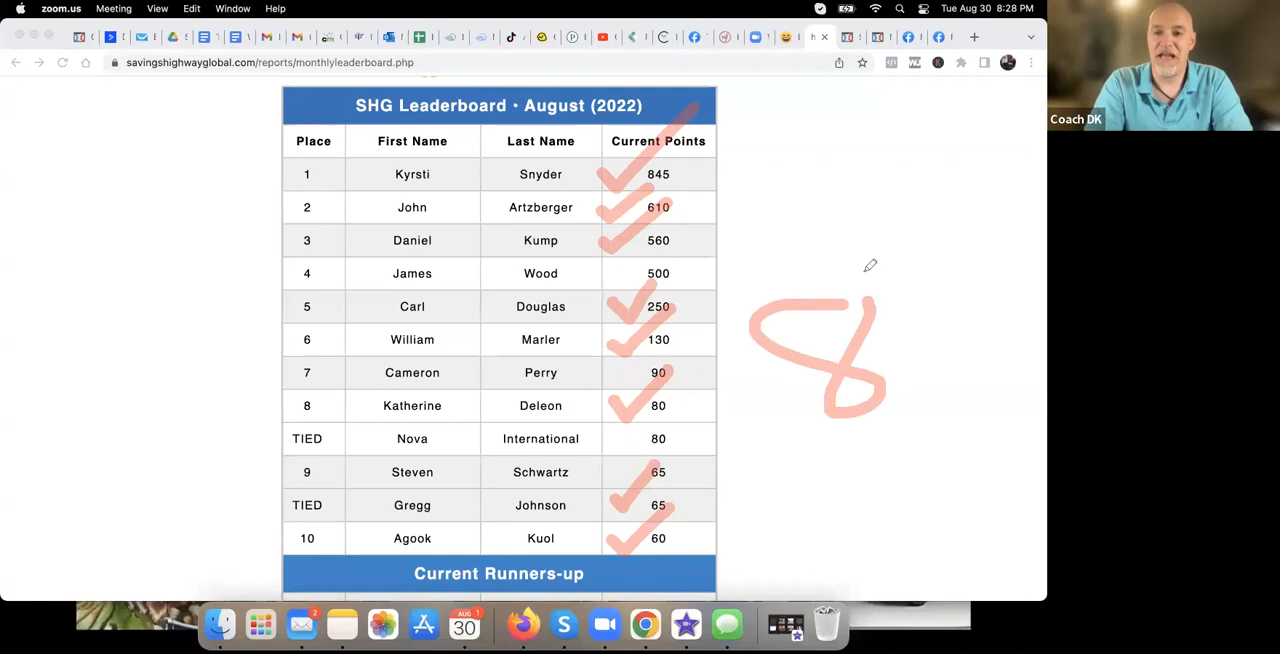 zoom.us Meeting View Edit Window Help Tue Aug 30 8:28 PM
savingshighwayglobal.com/reports/monthlyleaderboard.php
Coach DK
SHG Leaderboard • August (2022)
Place First Name Last Name Current Points
1 Kyrsti Snyder 845
2 John Artzberger 610
3 Daniel Kump 560
4 James Wood 500
5 Carl Douglas 250
6 William Marler 130
7 Cameron Perry 90
8 Katherine Deleon 80
TIED Nova International 80
9 Steven Schwartz 65
TIED Gregg Johnson 65
10 Agook Kuol 60
8
Current Runners-up
2
AUG 1
30